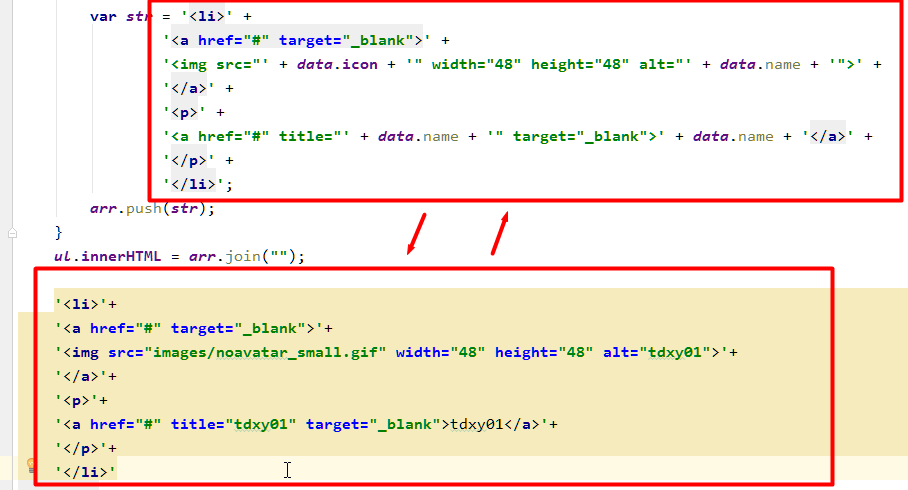 var str = '<li>' +
'<a href="#" target="_blank">' +
'<img src="' + data.icon + '" width="48" height="48" alt="' + data.name + '">' +
'</a>' +
'<p>' +
'<a href="#" title="' + data.name + '" target="_blank">' + data.name + '</a>' +
'</p>' +
'</li>';
arr.push(str);
}
ul.innerHTML = arr.join("");
'<li>'+
'<a href="#" target="_blank">'+
'<img src="images/noavatar_small.gif" width="48" height="48" alt="tdxy01">'+
'</a>'+
'<p>'+
'<a href="#" title="tdxy01" target="_blank">tdxy01</a>'+
'</p>'+
'</li>'